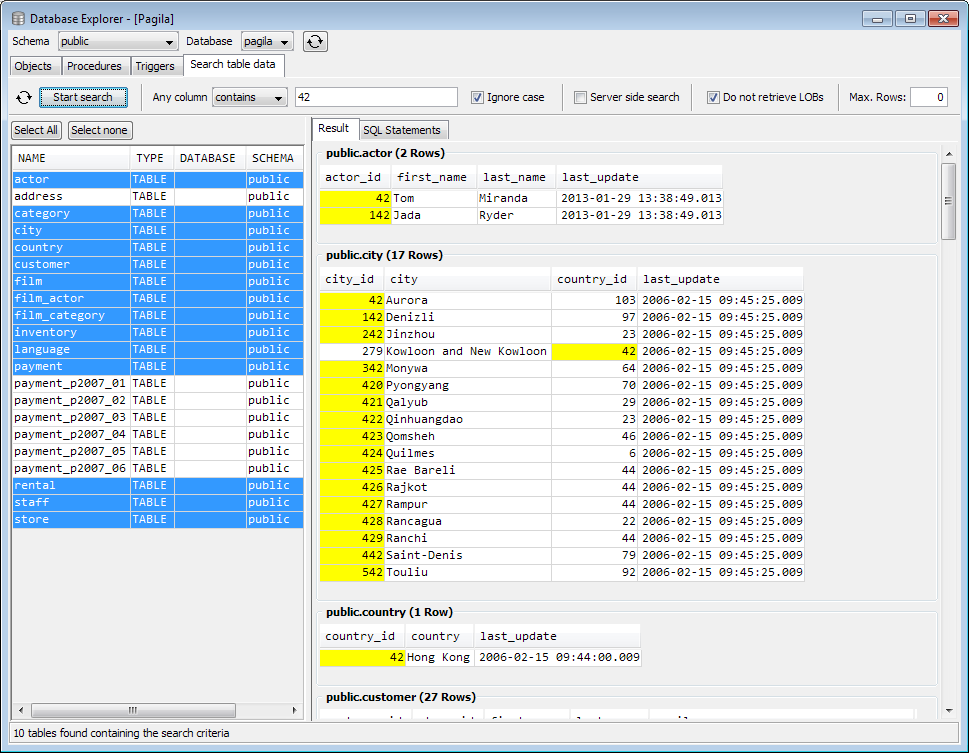 Database Explorer - [Pagila]
Schema public Database pagila
Objects Procedures Triggers Search table data
Start search Any column contains 42 Ignore case Server side search Do not retrieve LOBs Max. Rows: 0
Select All Select none
NAME TYPE DATABASE SCHEMA
actor TABLE public
address TABLE public
category TABLE public
city TABLE public
country TABLE public
customer TABLE public
film TABLE public
film_actor TABLE public
film_category TABLE public
inventory TABLE public
language TABLE public
payment TABLE public
payment_p2007_01 TABLE public
payment_p2007_02 TABLE public
payment_p2007_03 TABLE public
payment_p2007_04 TABLE public
payment_p2007_05 TABLE public
payment_p2007_06 TABLE public
rental TABLE public
staff TABLE public
store TABLE public
Result SQL Statements
public.actor (2 Rows)
actor_id first_name last_name last_update
42 Tom Miranda 2013-01-29 13:38:49.013
142 Jada Ryder 2013-01-29 13:38:49.013
public.city (17 Rows)
city_id city country_id last_update
42 Aurora 103 2006-02-15 09:45:25.009
142 Denizli 97 2006-02-15 09:45:25.009
242 Jinzhou 23 2006-02-15 09:45:25.009
279 Kowloon and New Kowloon 42 2006-02-15 09:45:25.009
342 Monywa 64 2006-02-15 09:45:25.009
420 Pyongyang 70 2006-02-15 09:45:25.009
421 Qalyub 29 2006-02-15 09:45:25.009
422 Qinhuangdao 23 2006-02-15 09:45:25.009
423 Qomsheh 46 2006-02-15 09:45:25.009
424 Quilmes 6 2006-02-15 09:45:25.009
425 Rae Bareli 44 2006-02-15 09:45:25.009
426 Rajkot 44 2006-02-15 09:45:25.009
427 Rampur 44 2006-02-15 09:45:25.009
428 Rancagua 22 2006-02-15 09:45:25.009
429 Ranchi 44 2006-02-15 09:45:25.009
442 Saint-Denis 79 2006-02-15 09:45:25.009
542 Touliu 92 2006-02-15 09:45:25.009
public.country (1 Row)
country_id country last_update
42 Hong Kong 2006-02-15 09:44:00.009
public.customer (27 Rows)
10 tables found containing the search criteria